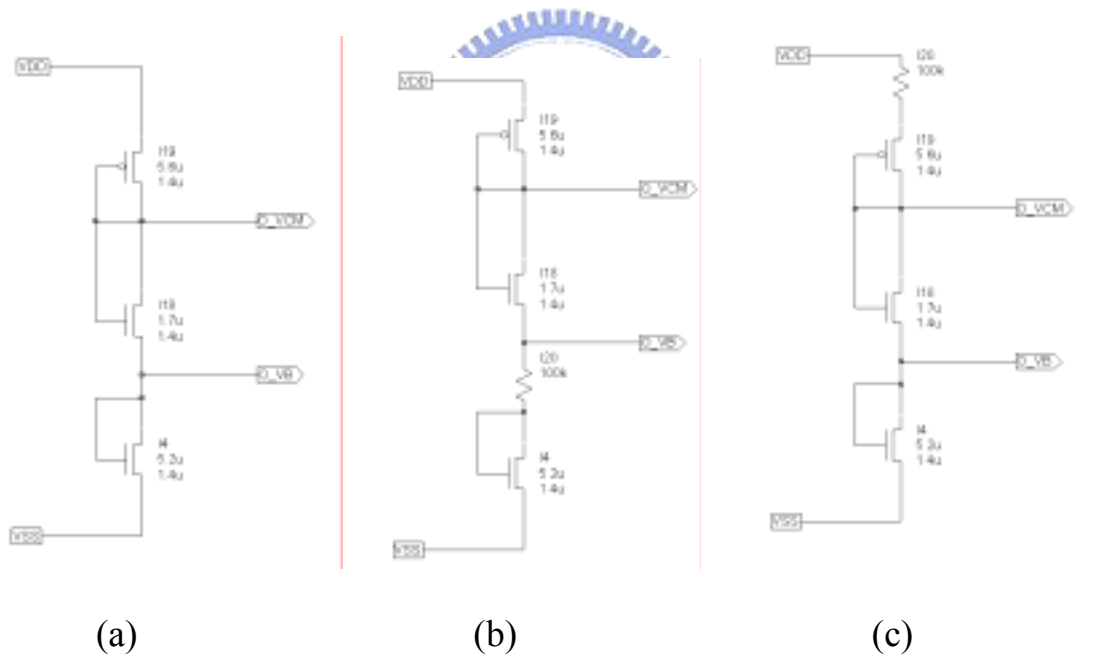 VDD
I19
5.6u
1.4u
O_VCM
I18
1.7u
1.4u
O_VB
I4
5.2u
1.4u
VSS
(a)
VDD
I19
5.6u
1.4u
O_VCM
I18
1.7u
1.4u
O_VB
I20
100k
I4
5.2u
1.4u
VSS
(b)
VDD
I20
100k
I19
5.6u
1.4u
O_VCM
I18
1.7u
1.4u
O_VB
I4
5.2u
1.4u
VSS
(c)